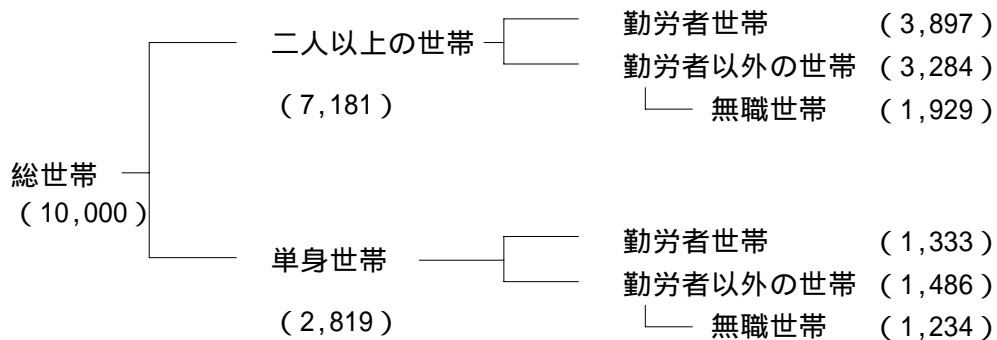 勤労者世帯 (3,897)
二人以上の世帯
勤労者以外の世帯 (3,284)
(7,181)
無職世帯 (1,929)
総世帯
(10,000)
勤労者世帯 (1,333)
単身世帯
勤労者以外の世帯 (1,486)
(2,819)
無職世帯 (1,234)